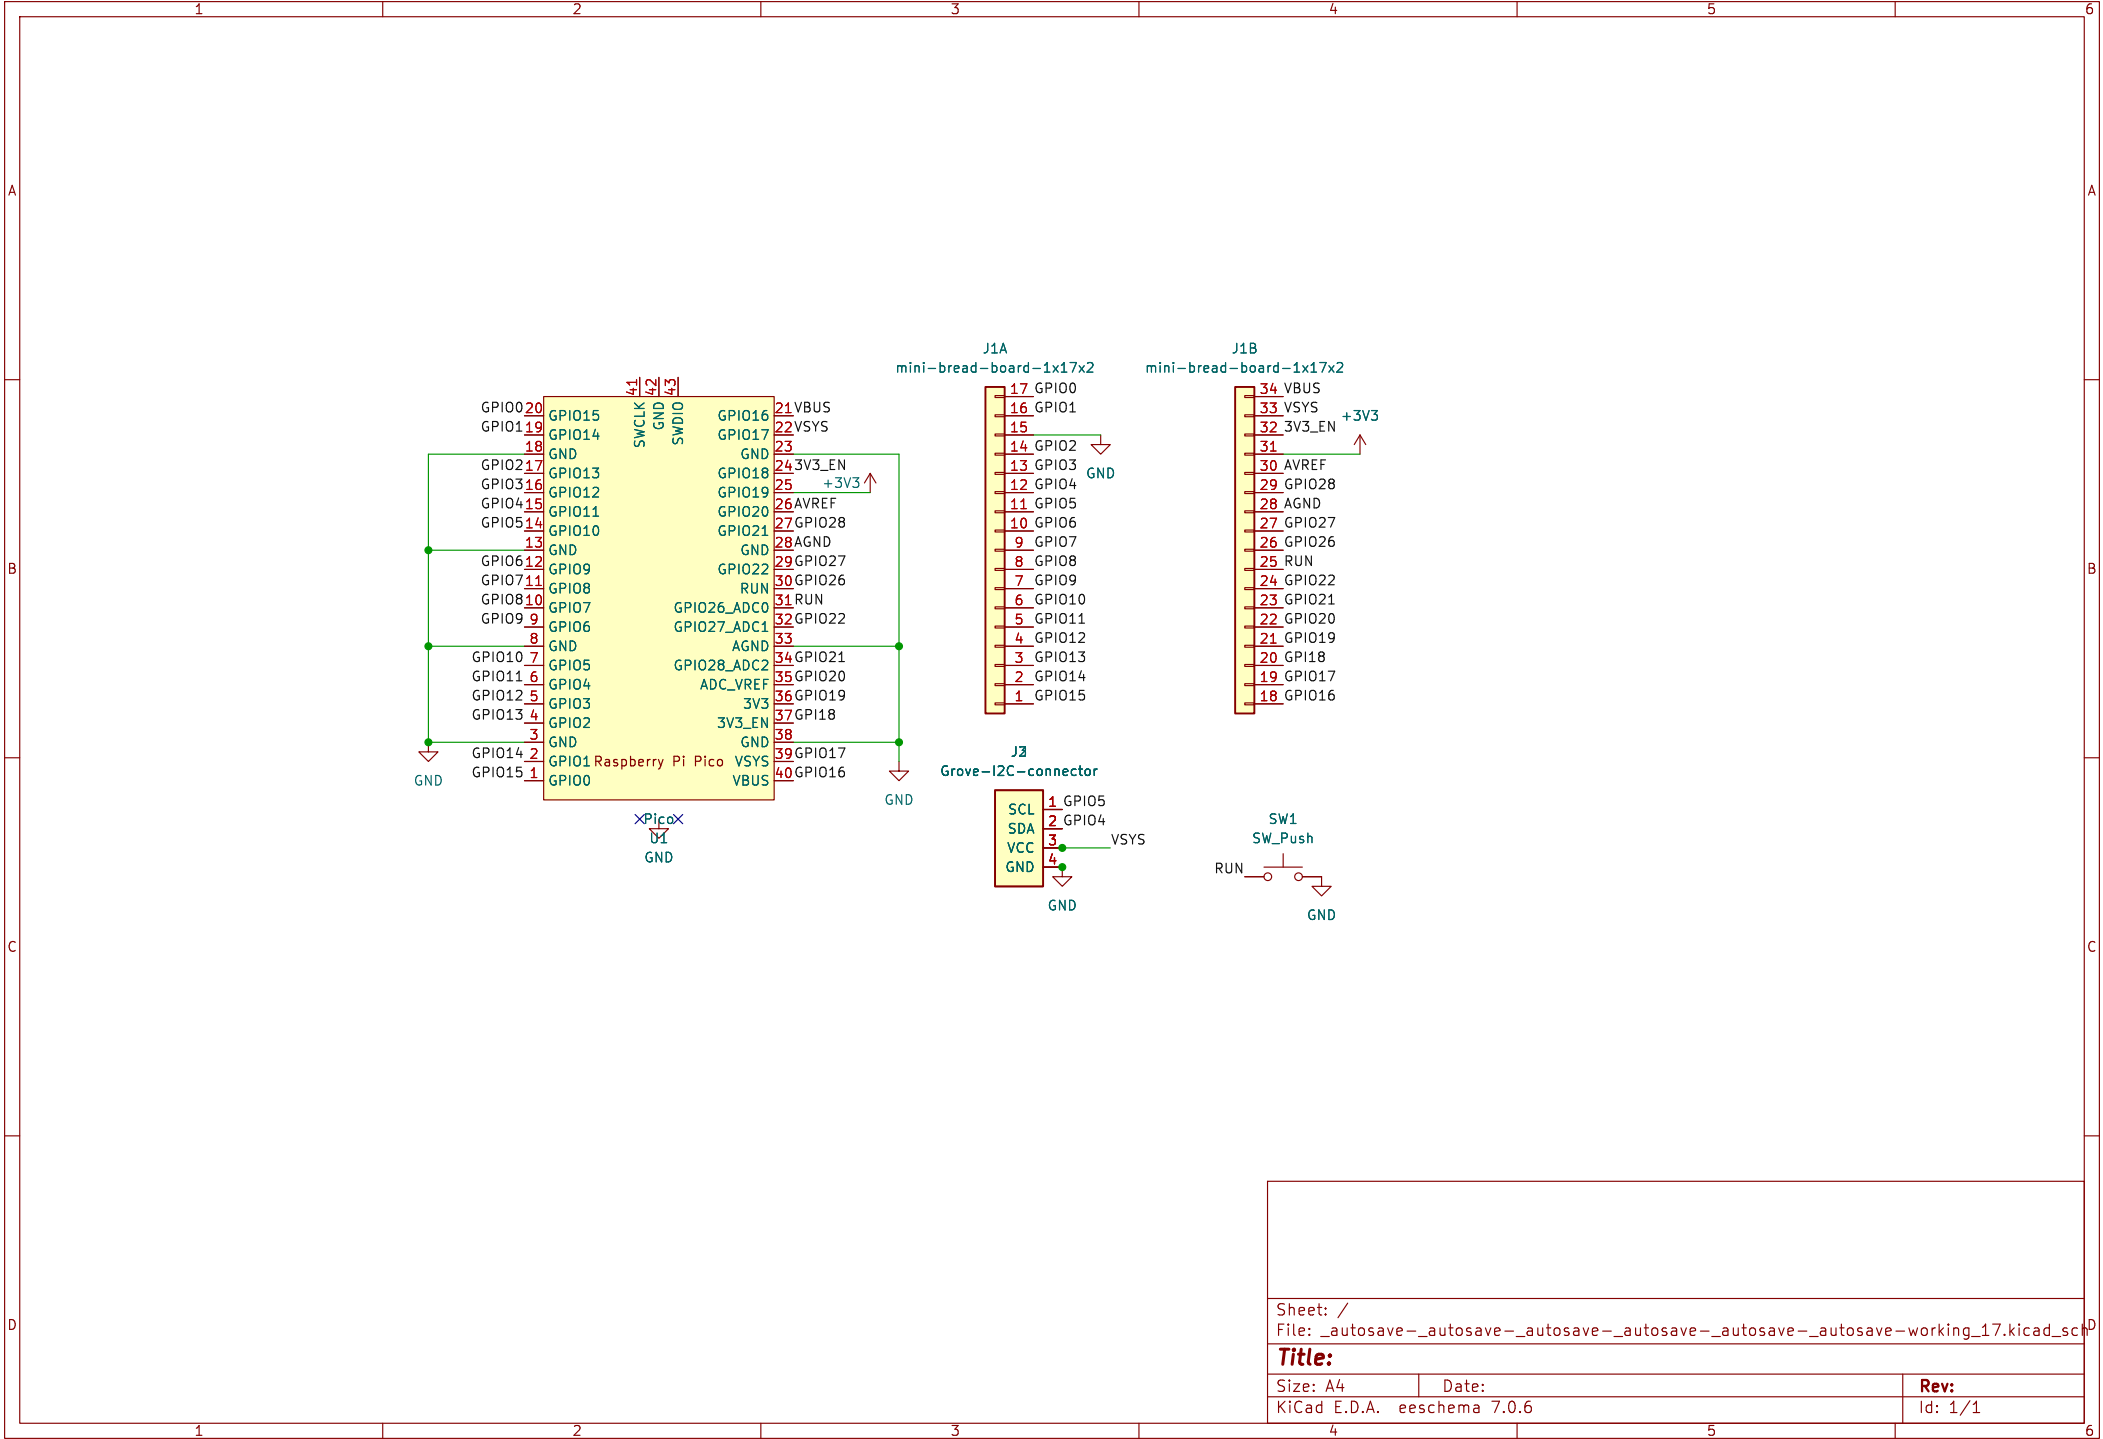 1 2 3 4 5 6
A A
B B
C C
D D
41 42 43
SWCLK GND SWDIO
GPIO0 20 GPIO15 GPIO16 21 VBUS
GPIO1 19 GPIO14 GPIO17 22 VSYS
18 GND GND 23
GPIO2 17 GPIO13 GPIO18 24 3V3_EN
GPIO3 16 GPIO12 GPIO19 25 +3V3
GPIO4 15 GPIO11 GPIO20 26 AVREF
GPIO5 14 GPIO10 GPIO21 27 GPIO28
13 GND GND 28 AGND
GPIO6 12 GPIO9 GPIO22 29 GPIO27
GPIO7 11 GPIO8 RUN 30 GPIO26
GPIO8 10 GPIO7 GPIO26_ADC0 31 RUN
GPIO9 9 GPIO6 GPIO27_ADC1 32 GPIO22
8 GND AGND 33
GPIO10 7 GPIO5 GPIO28_ADC2 34 GPIO21
GPIO11 6 GPIO4 ADC_VREF 35 GPIO20
GPIO12 5 GPIO3 3V3 36 GPIO19
GPIO13 4 GPIO2 3V3_EN 37 GPI18
3 GND GND 38
GPIO14 2 GPIO1 Raspberry Pi Pico VSYS 39 GPIO17
GPIO15 1 GPIO0 VBUS 40 GPIO16
GND
GND
Pico
U1
GND
J1A
mini-bread-board-1x17x2
17 GPIO0
16 GPIO1
15
14 GPIO2
GND
13 GPIO3
12 GPIO4
11 GPIO5
10 GPIO6
9 GPIO7
8 GPIO8
7 GPIO9
6 GPIO10
5 GPIO11
4 GPIO12
3 GPIO13
2 GPIO14
1 GPIO15
J1B
mini-bread-board-1x17x2
34 VBUS
33 VSYS
+3V3
32 3V3_EN
31
30 AVREF
29 GPIO28
28 AGND
27 GPIO27
26 GPIO26
25 RUN
24 GPIO22
23 GPIO21
22 GPIO20
21 GPIO19
20 GPI18
19 GPIO17
18 GPIO16
Grove-I2C-connector
SCL 1 GPIO5
SDA 2 GPIO4
VCC 3 VSYS
GND 4
GND
SW1
SW_Push
RUN
GND
Sheet: /
File: _autosave-_autosave-_autosave-_autosave-_autosave-_autosave-working_17.kicad_sch
Title:
Size: A4 Date: Rev:
KiCad E.D.A. eeschema 7.0.6 Id: 1/1
1 2 3 4 5 6